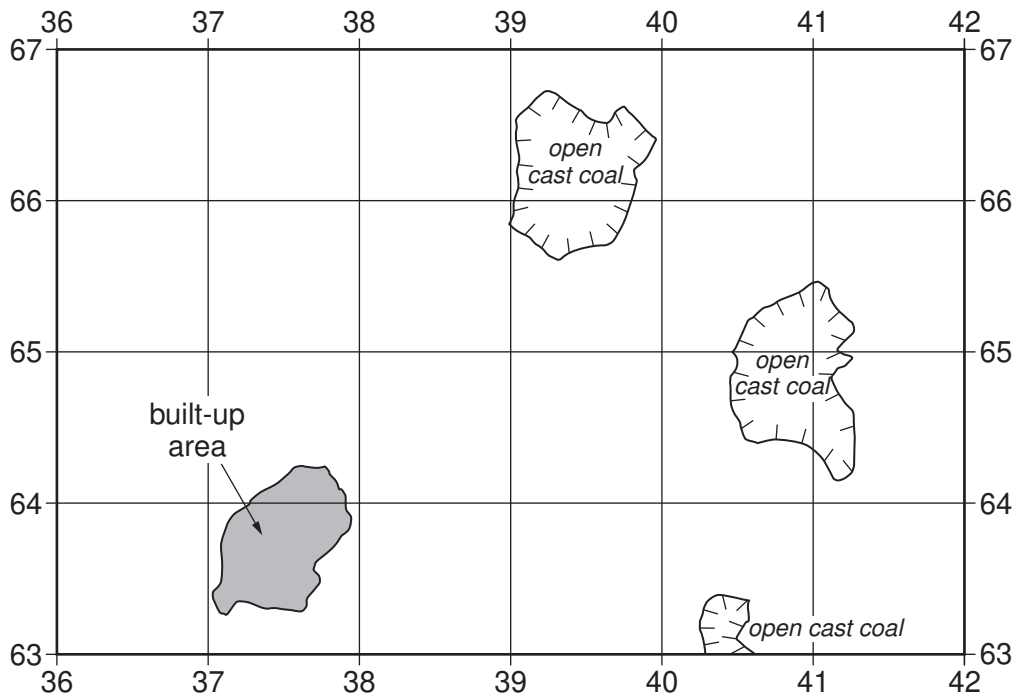 36 37 38 39 40 41 42
67 67
open
cast coal
66 66
65 65
open
cast coal
built-up
area
64 64
open cast coal
63 63
36 37 38 39 40 41 42